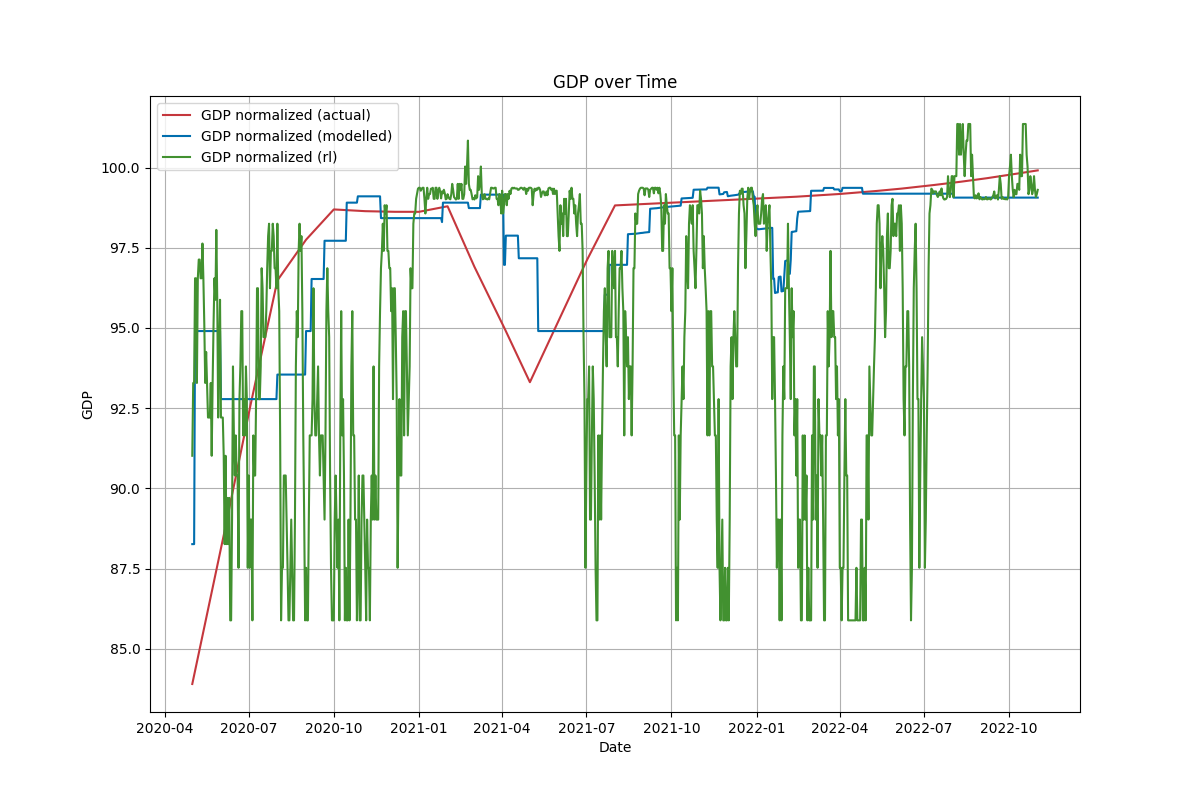 GDP over Time
GDP normalized (actual)
GDP normalized (modelled)
GDP normalized (rl)
100.0
97.5
95.0
92.5
90.0
87.5
85.0
GDP
2020-04 2020-07 2020-10 2021-01 2021-04 2021-07 2021-10 2022-01 2022-04 2022-07 2022-10
Date